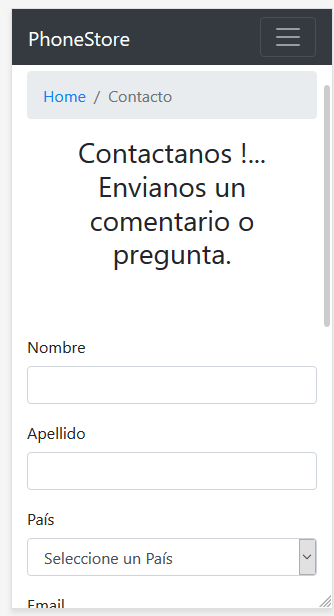 PhoneStore
Home / Contacto
Contactanos !...
Envianos un
comentario o
pregunta.
Nombre
Apellido
País
Seleccione un País
Email